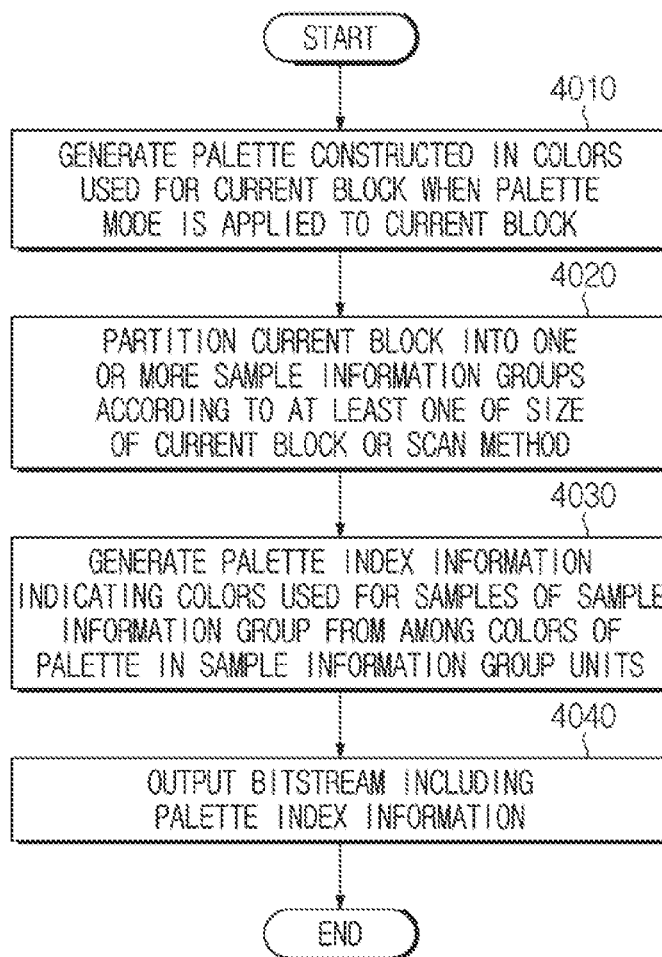 START
4010
GENERATE PALETTE CONSTRUCTED IN COLORS
USED FOR CURRENT BLOCK WHEN PALETTE
MODE IS APPLIED TO CURRENT BLOCK
4020
PARTITION CURRENT BLOCK INTO ONE
OR MORE SAMPLE INFORMATION GROUPS
ACCORDING TO AT LEAST ONE OF SIZE
OF CURRENT BLOCK OR SCAN METHOD
4030
GENERATE PALETTE INDEX INFORMATION
INDICATING COLORS USED FOR SAMPLES OF SAMPLE
INFORMATION GROUP FROM AMONG COLORS OF
PALETTE IN SAMPLE INFORMATION GROUP UNITS
4040
OUTPUT BITSTREAM INCLUDING
PALETTE INDEX INFORMATION
END